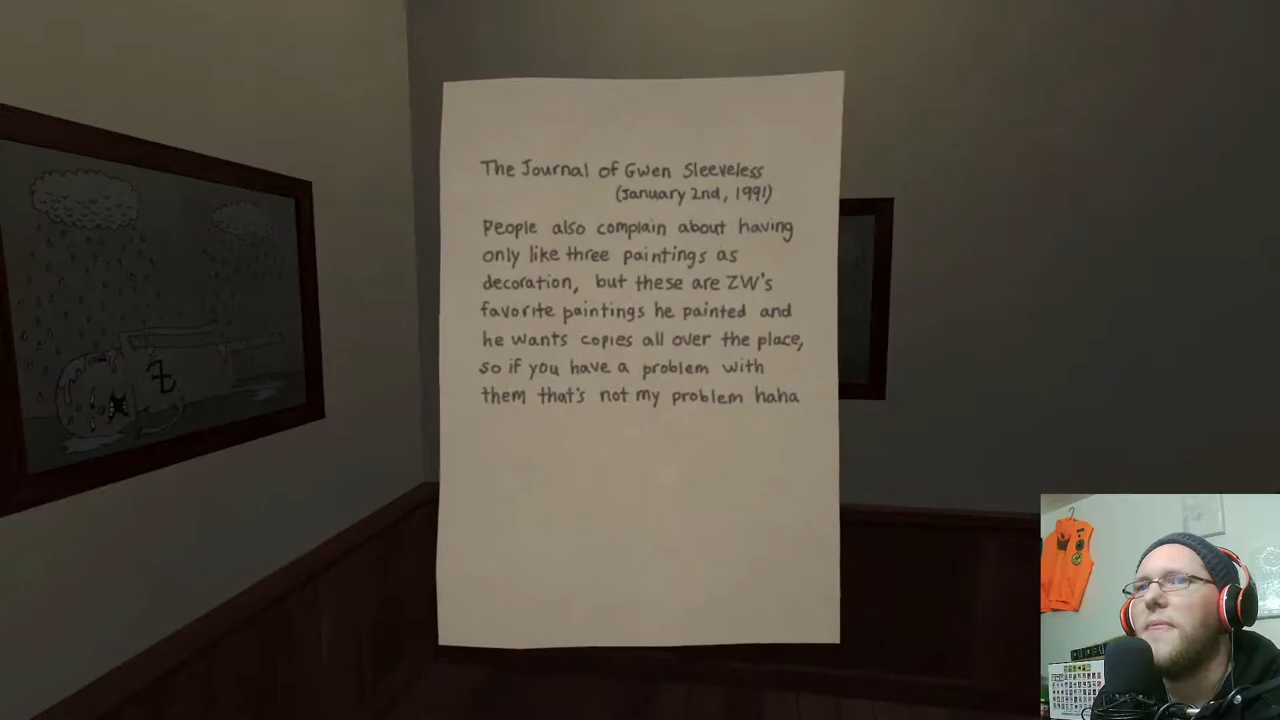 The Journal of Gwen Sleeveless
(January 2nd, 1991)
People also complain about having
only like three paintings as
decoration, but these are ZW's
favorite paintings he painted and
he wants copies all over the place,
so if you have a problem with
them that's not my problem haha